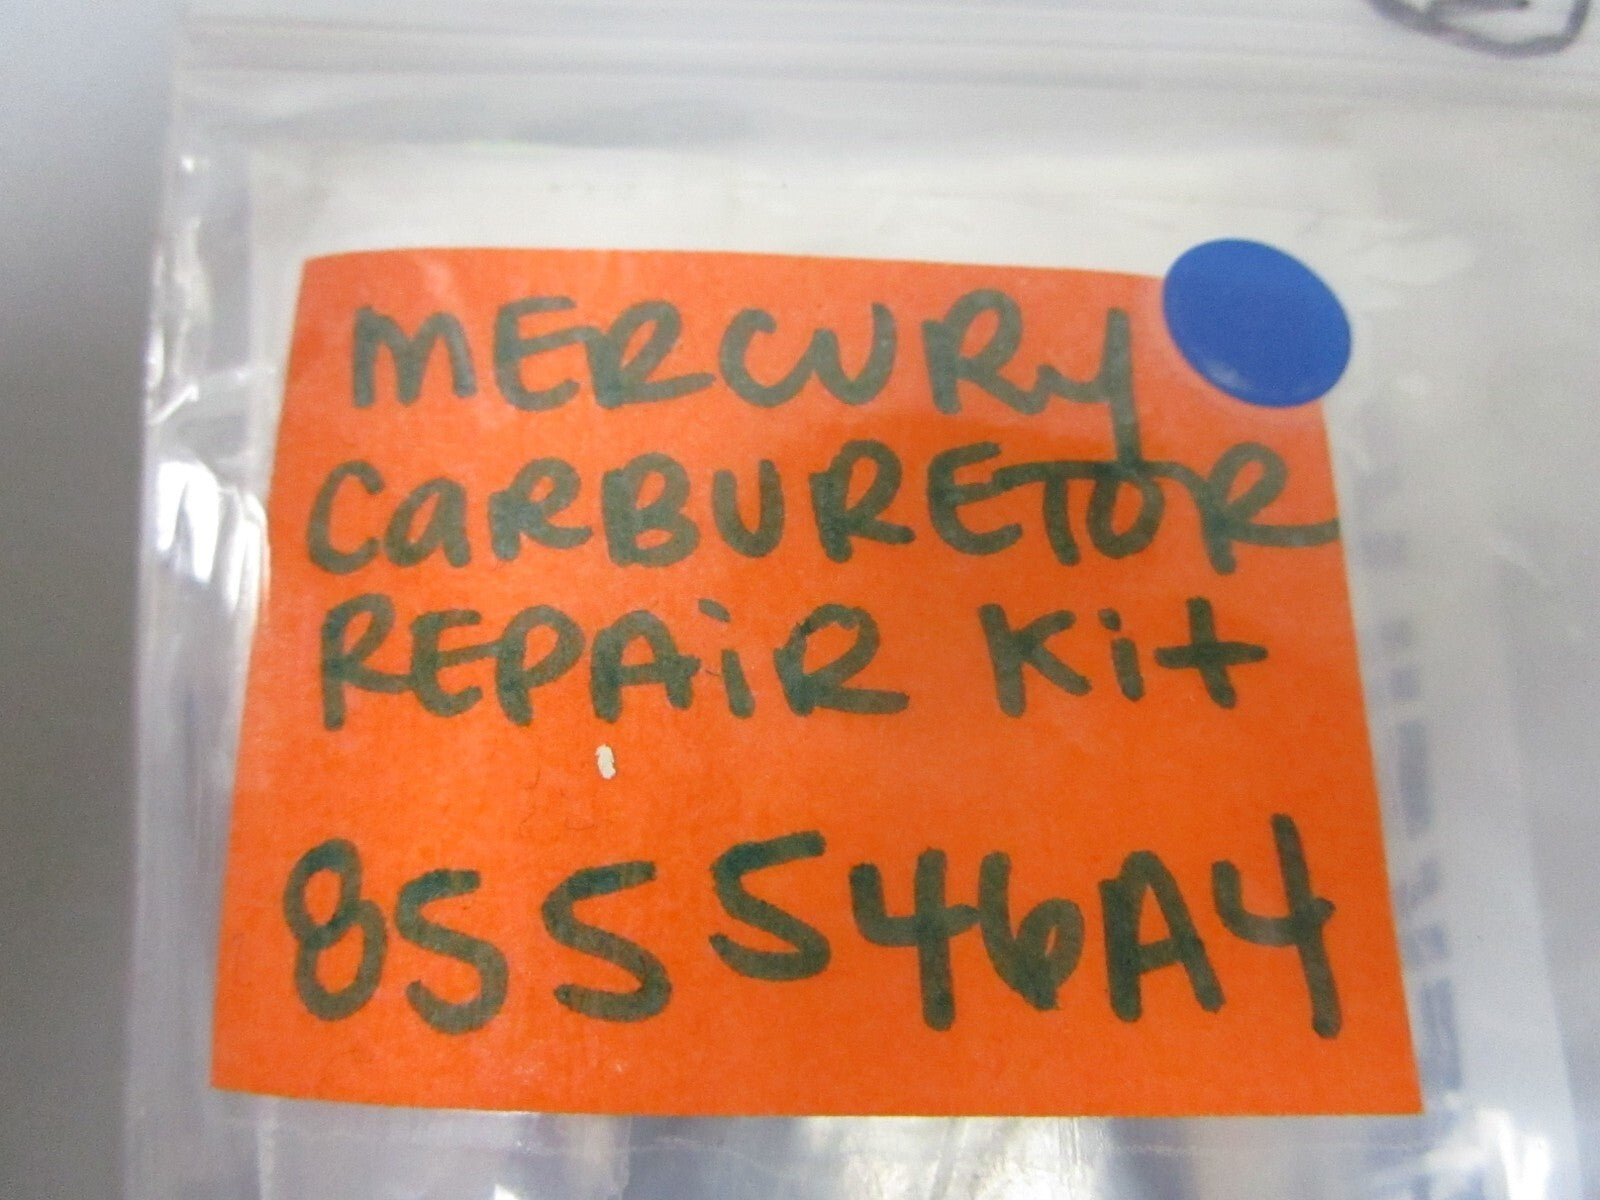 MERCURY
CARBURETOR
REPAIR Kit
855546A4